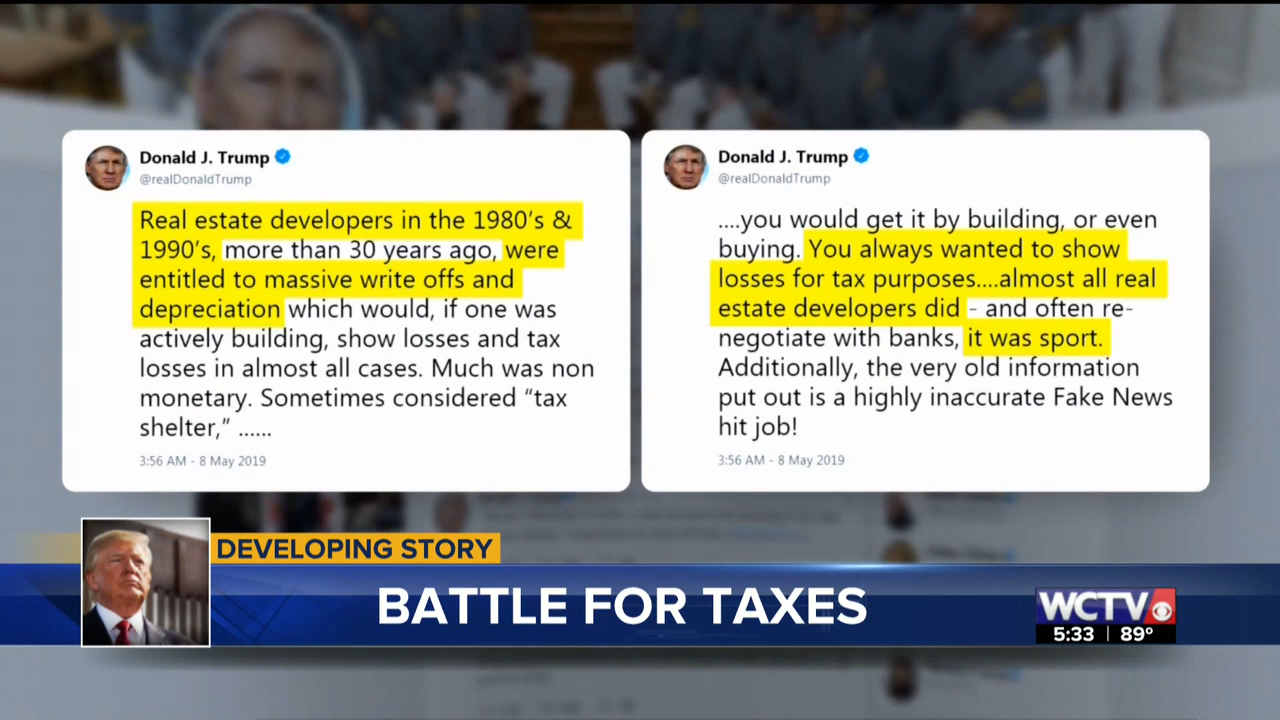 Donald J. Trump
@realDonaldTrump
Real estate developers in the 1980's &
1990's, more than 30 years ago, were
entitled to massive write offs and
depreciation which would, if one was
actively building, show losses and tax
losses in almost all cases. Much was non
monetary. Sometimes considered “tax
shelter,” ......
3:56 AM - 8 May 2019
Donald J. Trump
@realDonaldTrump
....you would get it by building, or even
buying. You always wanted to show
losses for tax purposes....almost all real
estate developers did - and often re-
negotiate with banks, it was sport.
Additionally, the very old information
put out is a highly inaccurate Fake News
hit job!
3:56 AM - 8 May 2019
DEVELOPING STORY
BATTLE FOR TAXES
WCTV
5:33 | 89°